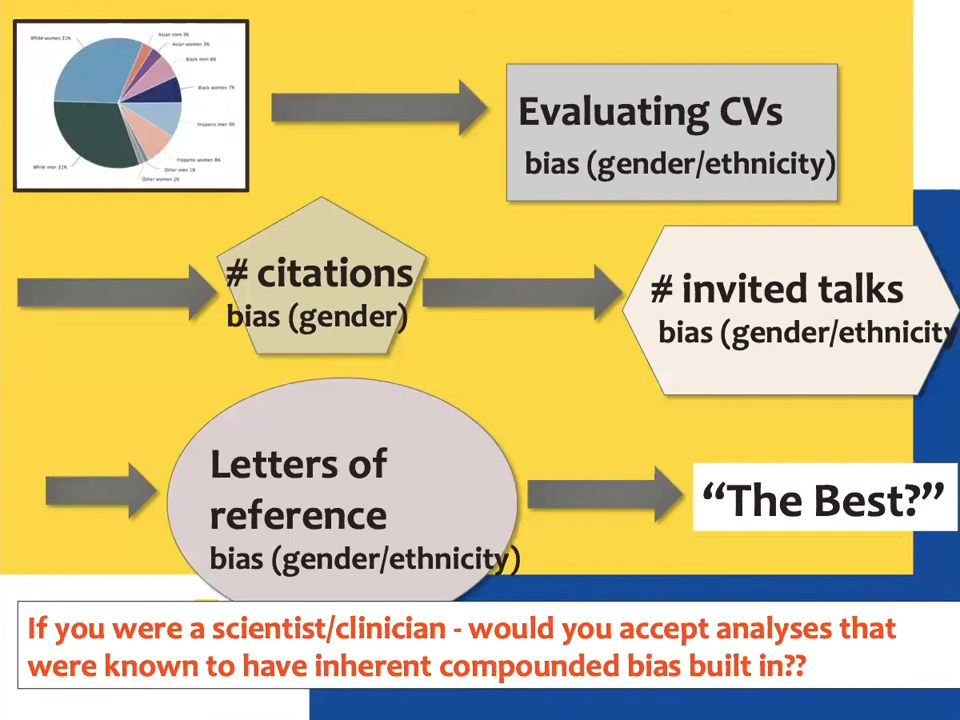 White women 31%
Asian men 3%
Asian women 3%
Black men 6%
Black women 7%
Hispanic men 9%
Hispanic women 8%
Other men 1%
Other women 2%
White men 31%
Evaluating CVs
bias (gender/ethnicity)
# citations
bias (gender)
# invited talks
bias (gender/ethnicity
Letters of
reference
bias (gender/ethnicity)
“The Best?”
If you were a scientist/clinician - would you accept analyses that
were known to have inherent compounded bias built in??